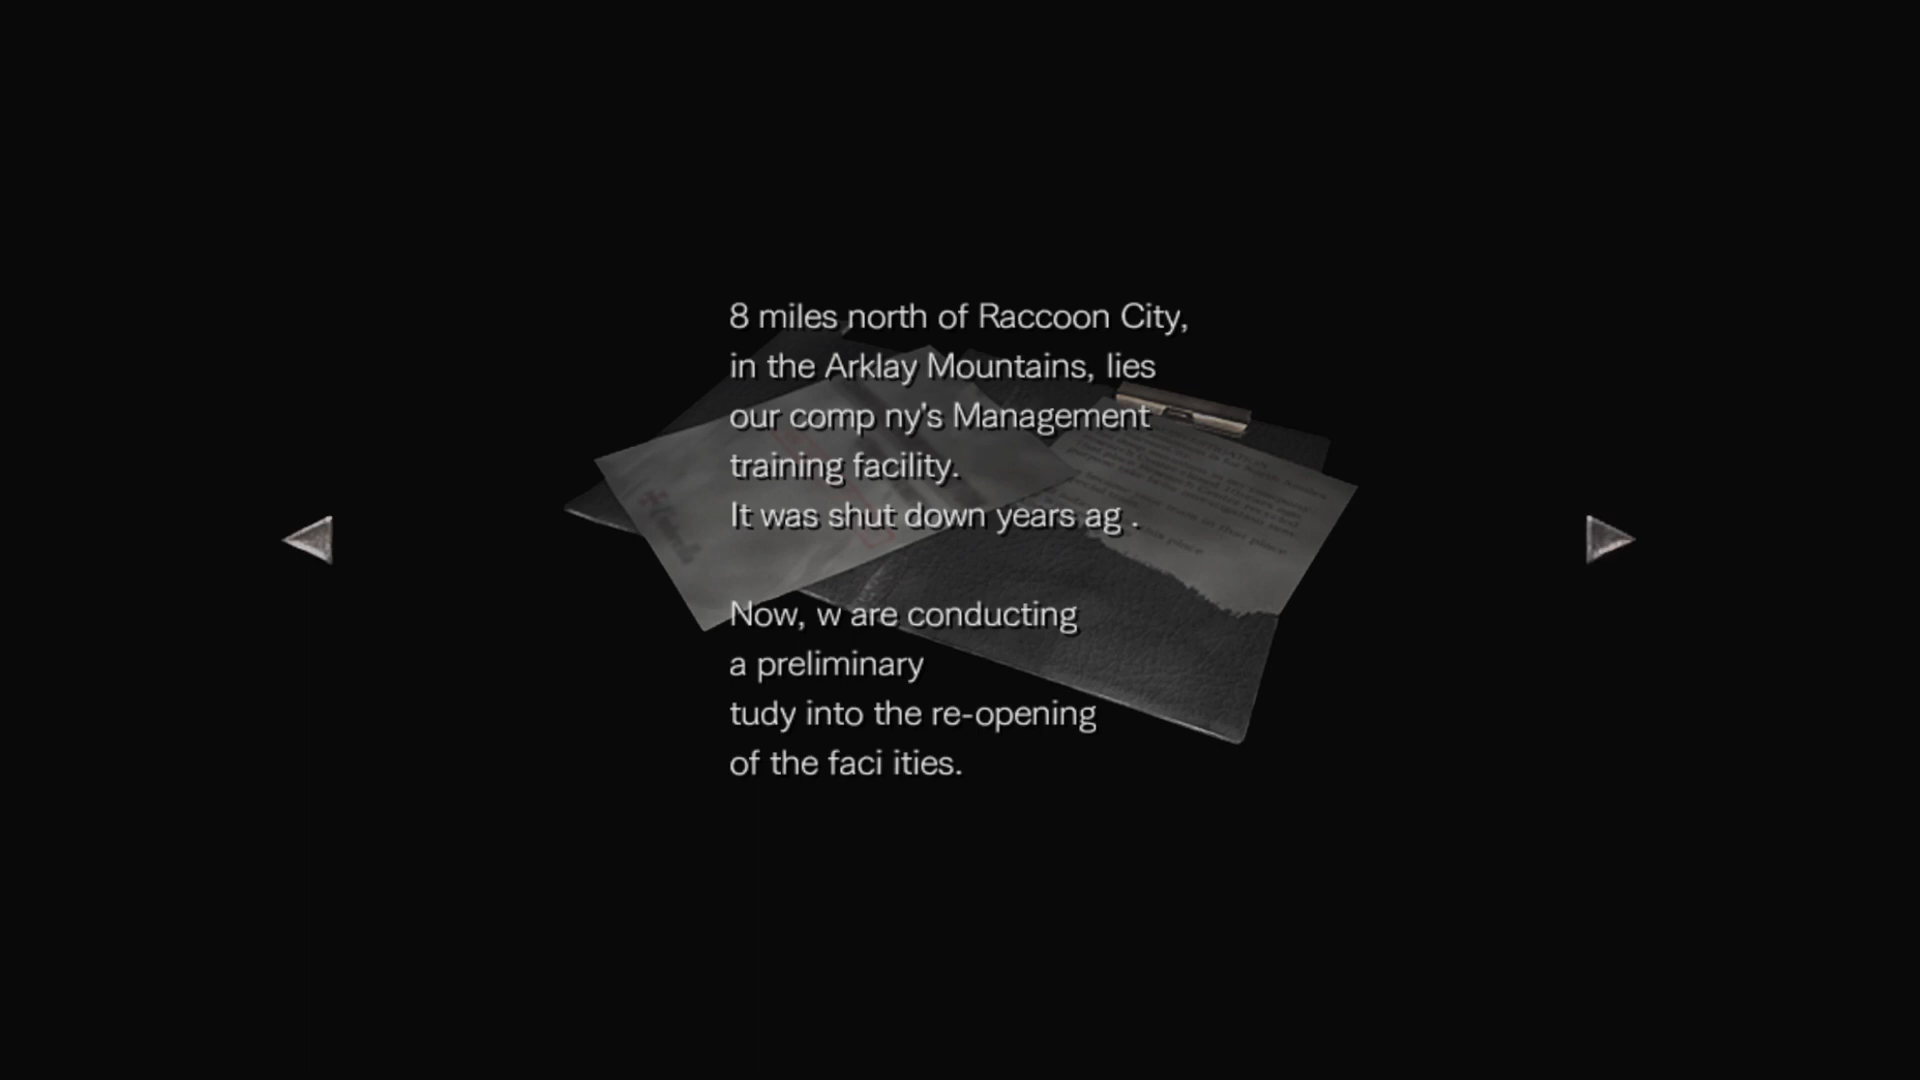 8 miles north of Raccoon City,
in the Arklay Mountains, lies
our comp ny's Management
training facility.
It was shut down years ag .
Now, w are conducting
a preliminary
tudy into the re-opening
of the faci ities.